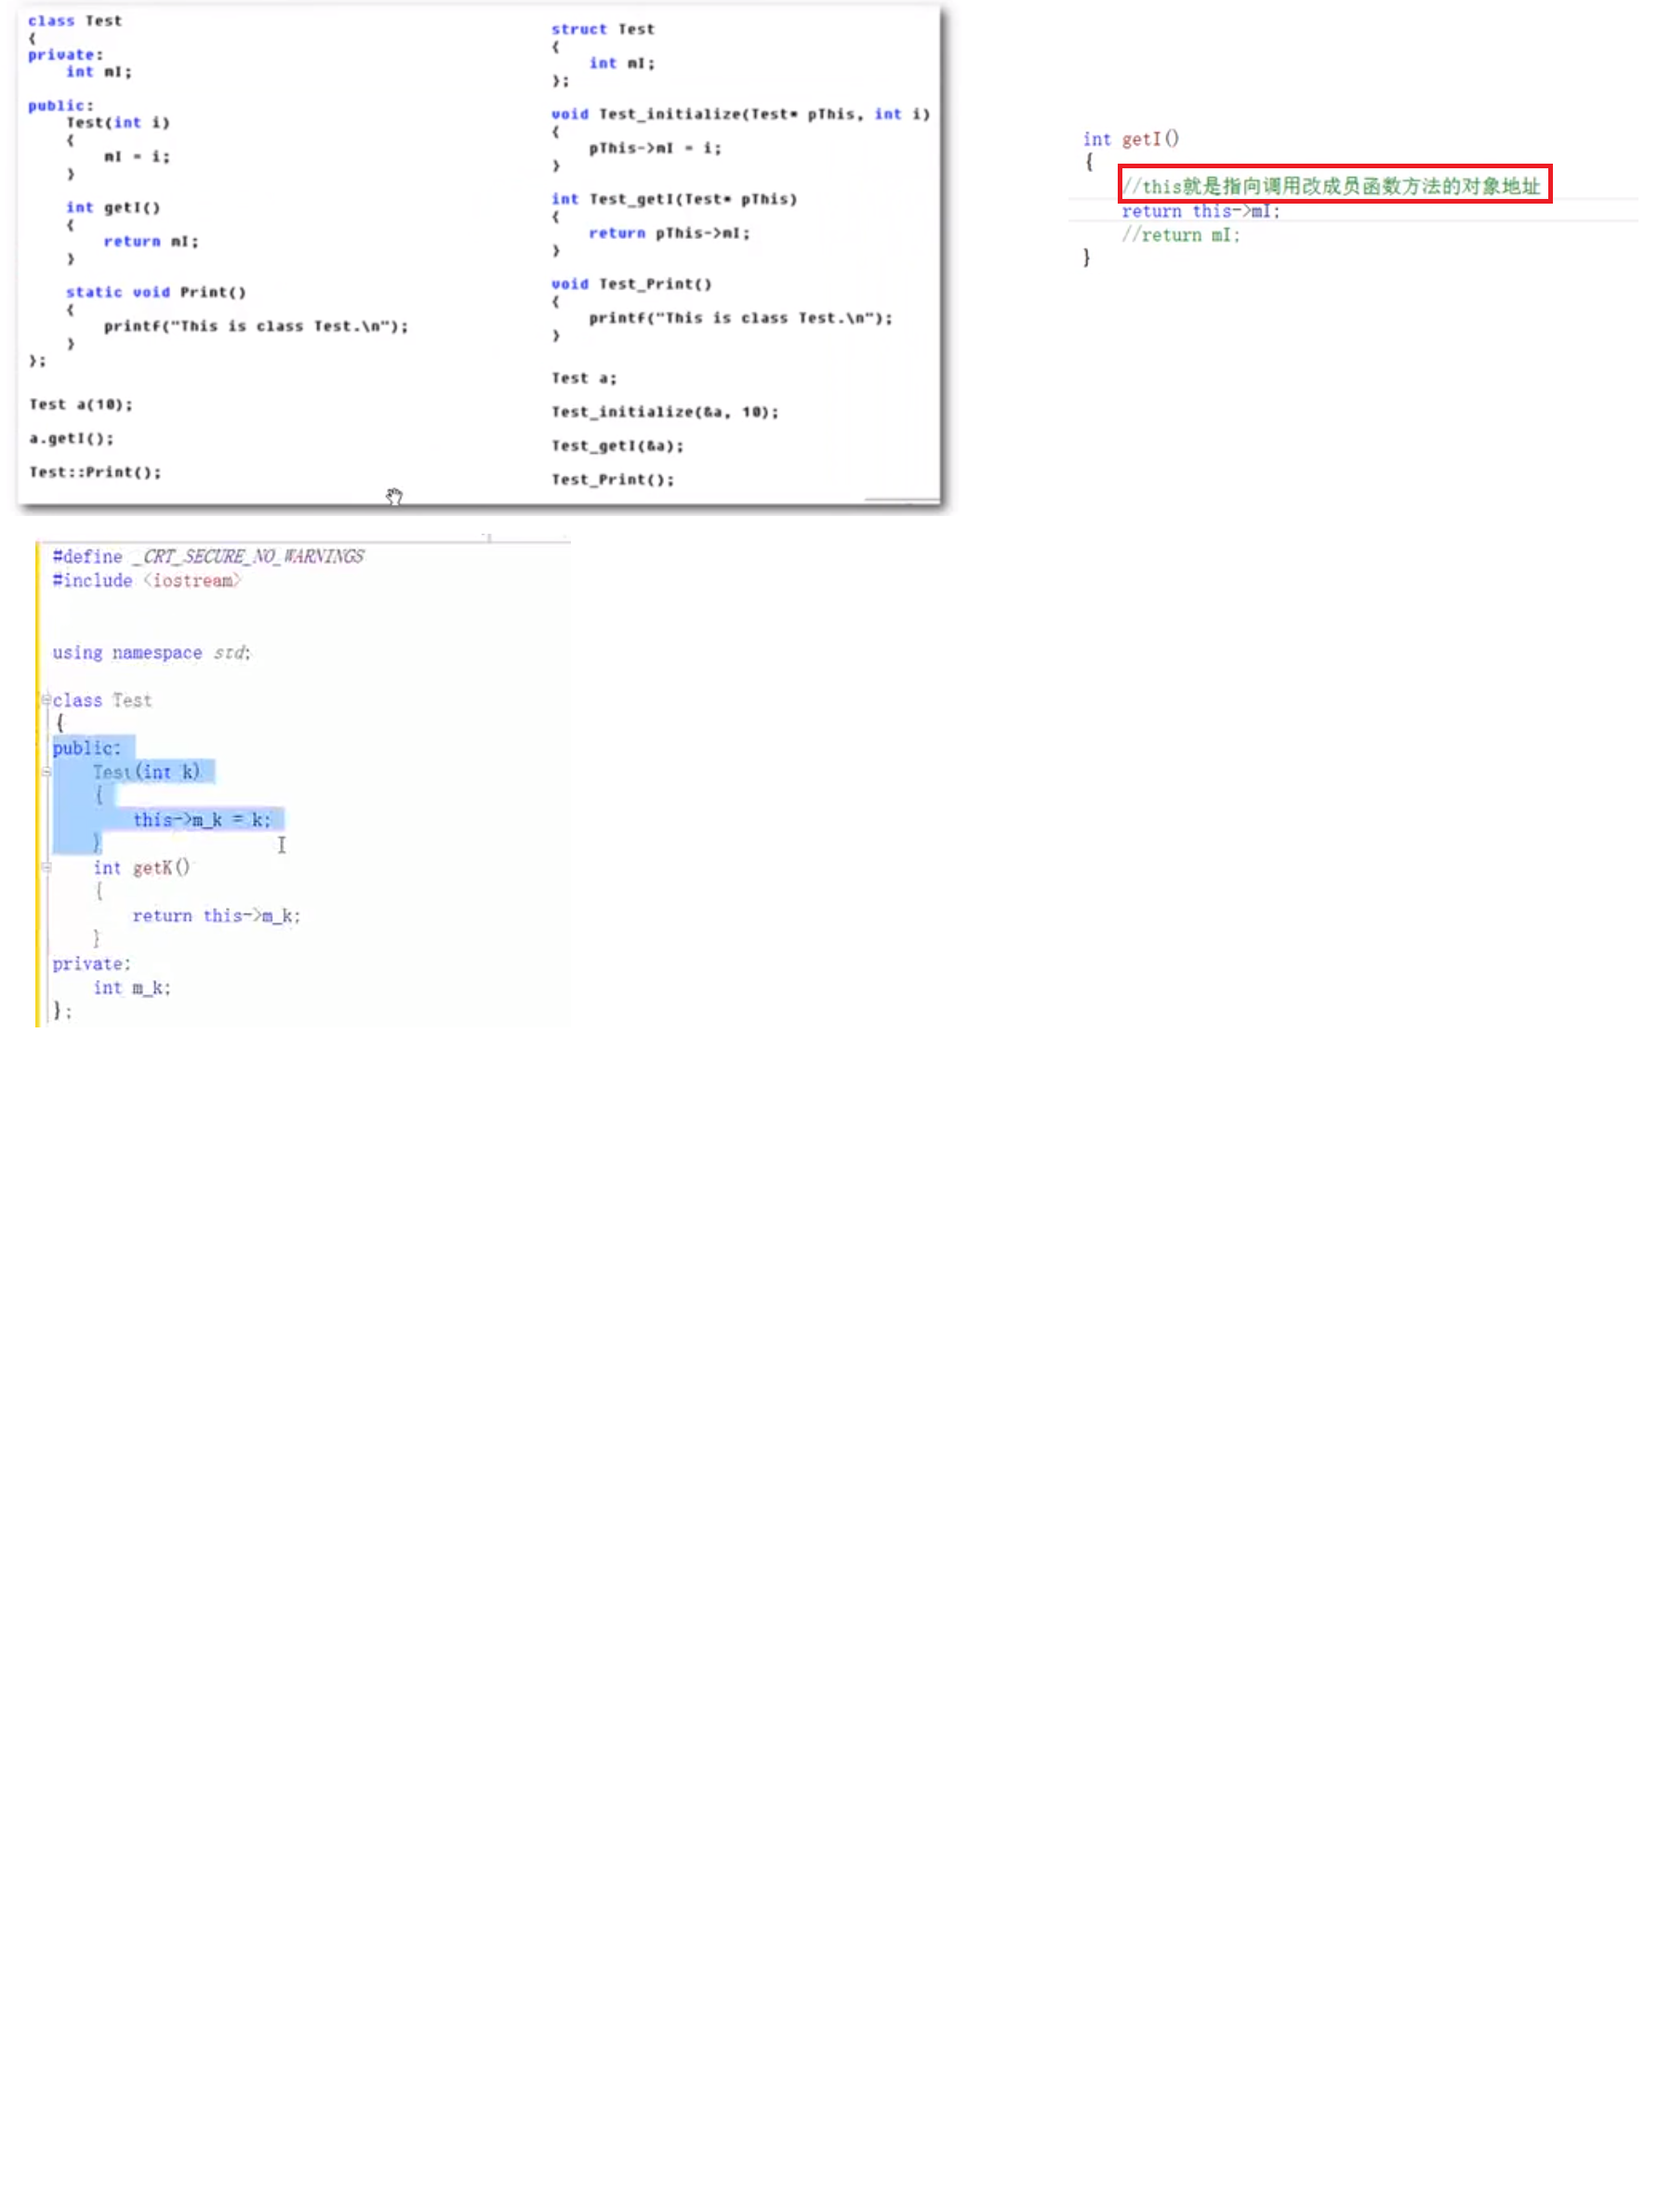 class Test
{
private:
int mI;
public:
Test(int i)
{
mI = i;
}
int getI()
{
return mI;
}
static void Print()
{
printf("This is class Test.\n");
}
};
Test a(10);
a.getI();
Test::Print();
struct Test
{
int mI;
};
void Test_initialize(Test* pThis, int i)
{
pThis->mI = i;
}
int Test_getI(Test* pThis)
{
return pThis->mI;
}
void Test_Print()
{
printf("This is class Test.\n");
}
Test a;
Test_initialize(&a, 10);
Test_getI(&a);
Test_Print();
int getI()
{
//this就是指向调用改成员函数方法的对象地址
return this->mI;
//return mI;
}
#define _CRT_SECURE_NO_WARNINGS
#include <iostream>
using namespace std;
class Test
{
public:
Test(int k)
{
this->m_k = k;
}
int getK()
{
return this->m_k;
}
private:
int m_k;
};